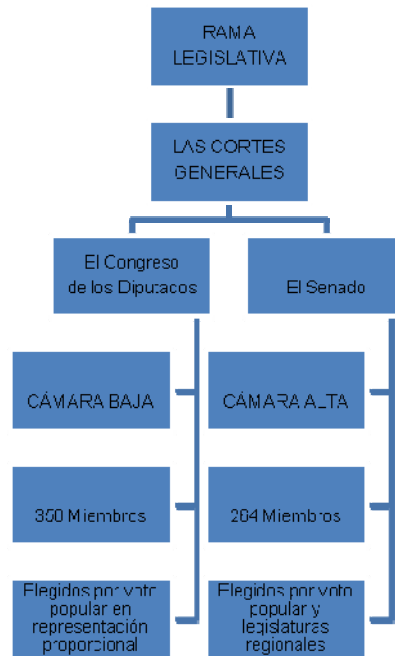 RAMA
LEGISLATIVA
LAS CORTES
GENERALES
El Congreso
de los Diputacos
El Senado
CÁMARA BAJA
CÁMARA ALTA
350 Miembros
264 Miembros
Elegidos por voto
popular en
representación
proporcional
Elegidos por voto
popular y
legislaturas
regionales